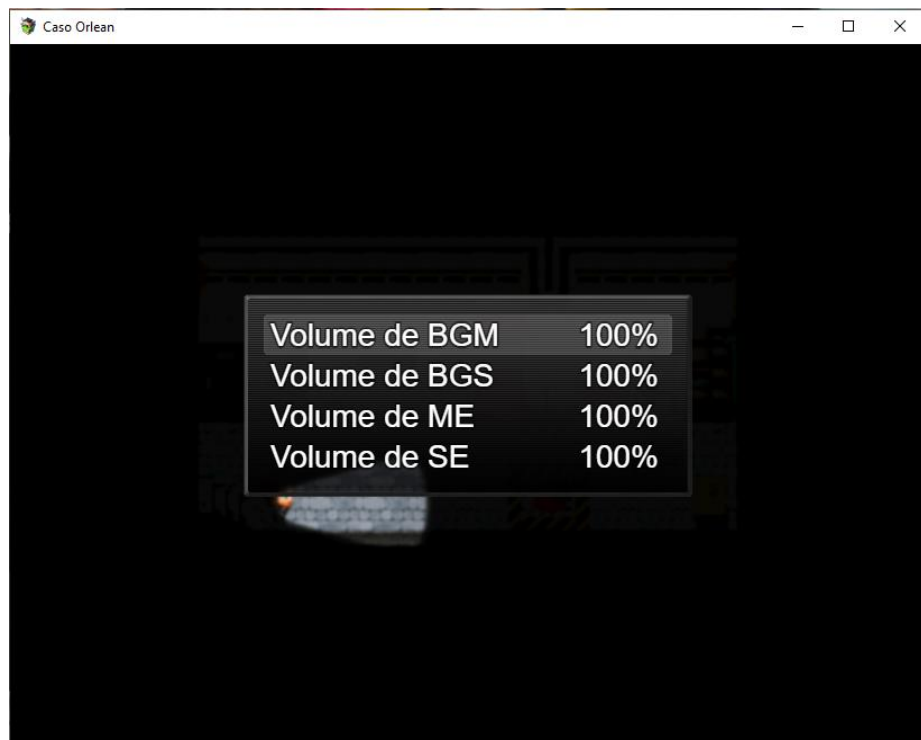 Caso Orlean
Volume de BGM 100%
Volume de BGS 100%
Volume de ME 100%
Volume de SE 100%